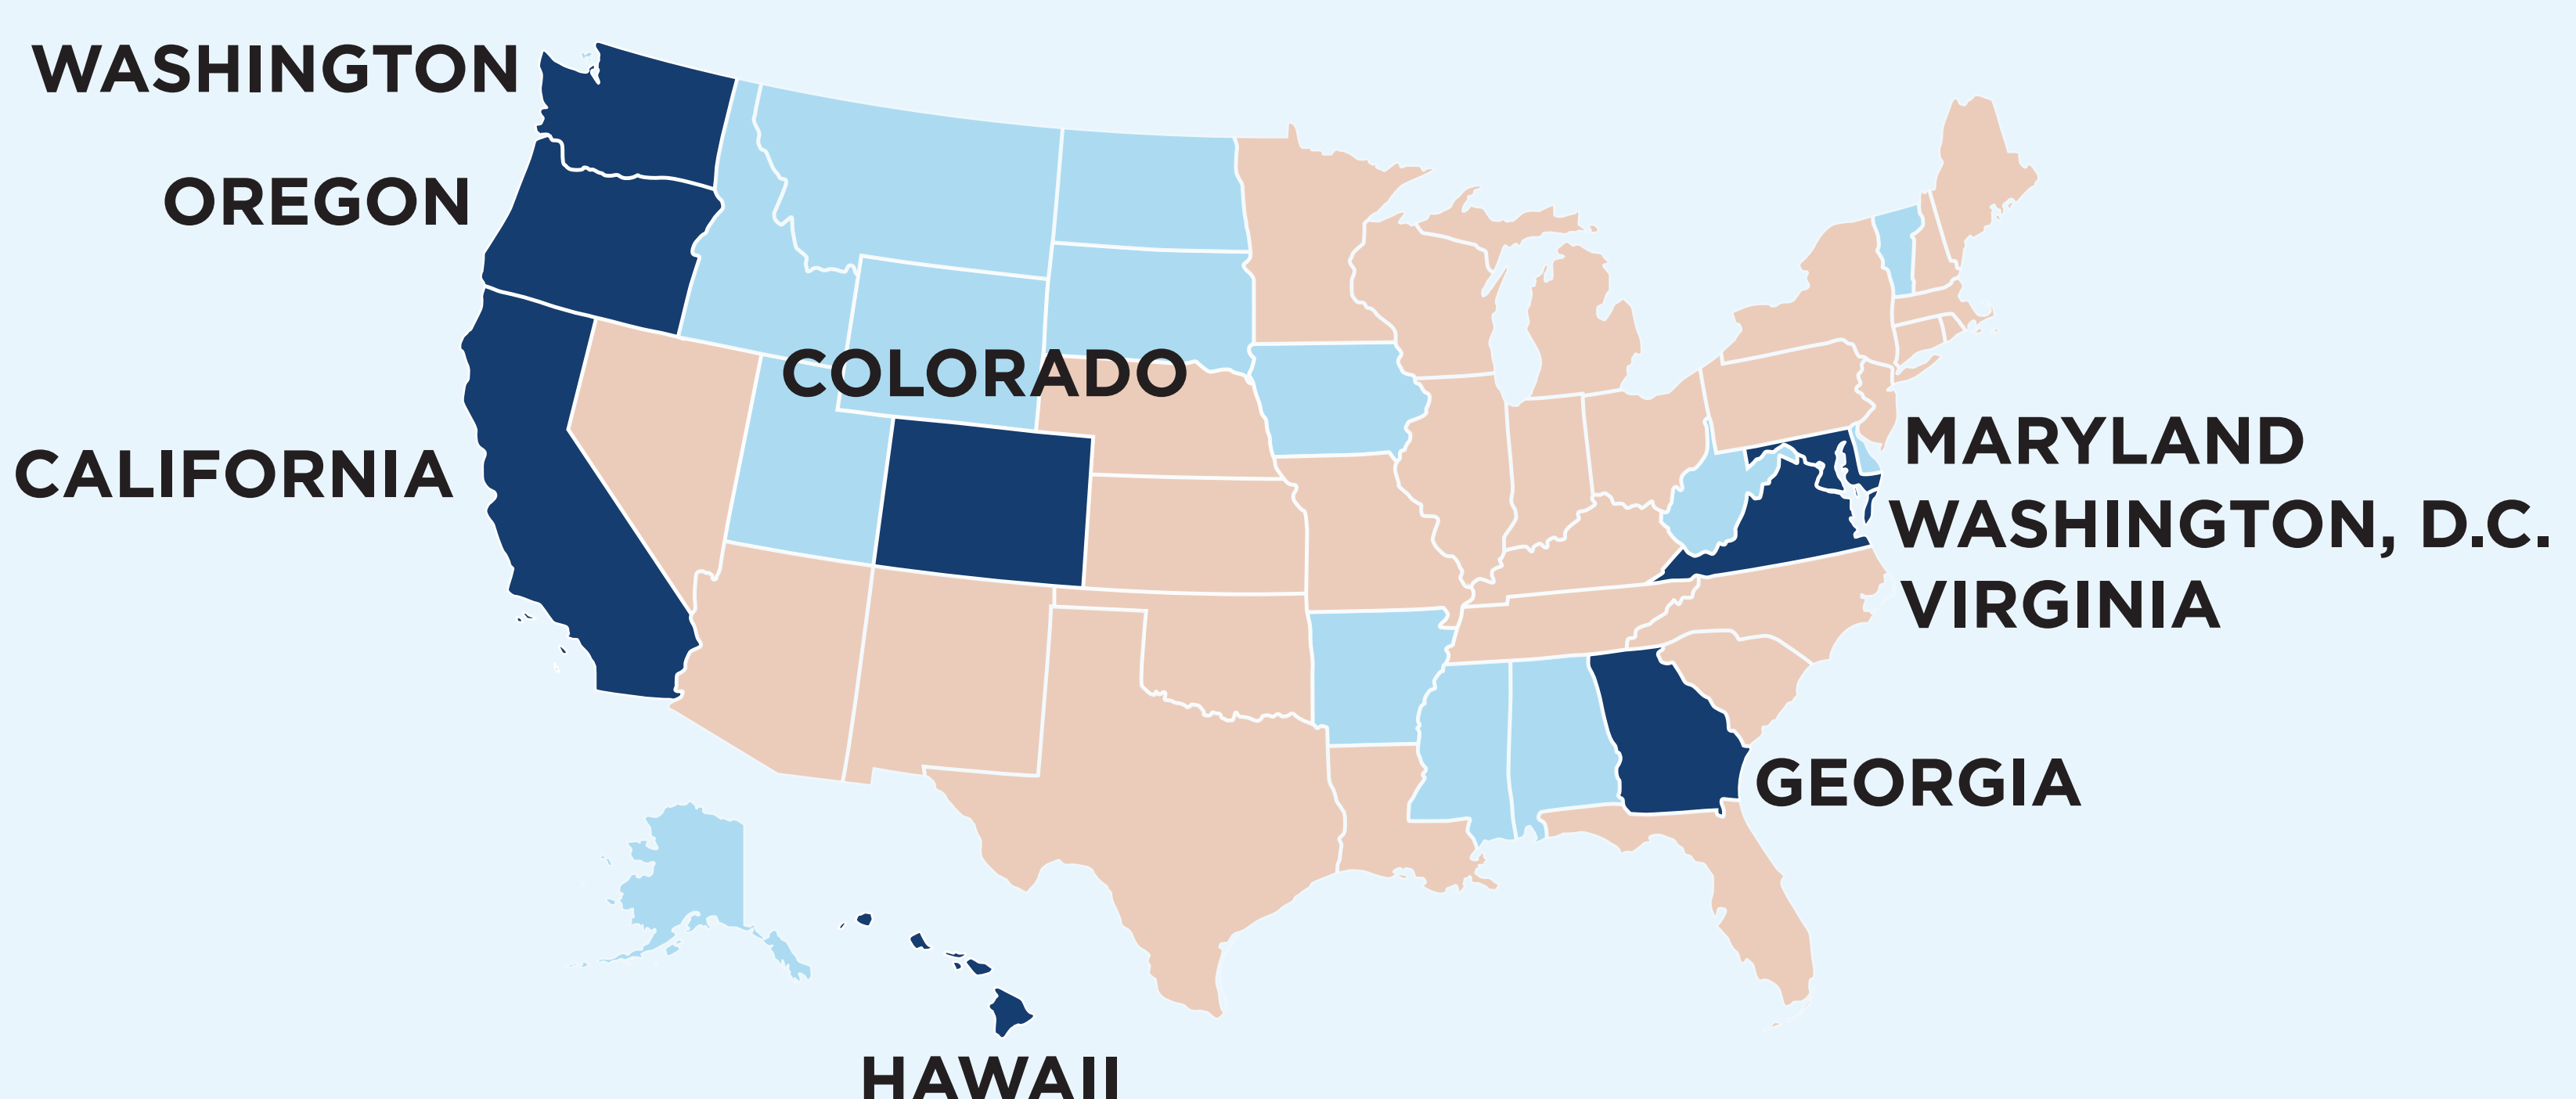 WASHINGTON
OREGON
COLORADO
CALIFORNIA
MARYLAND
WASHINGTON, D.C.
VIRGINIA
GEORGIA
HAWAII